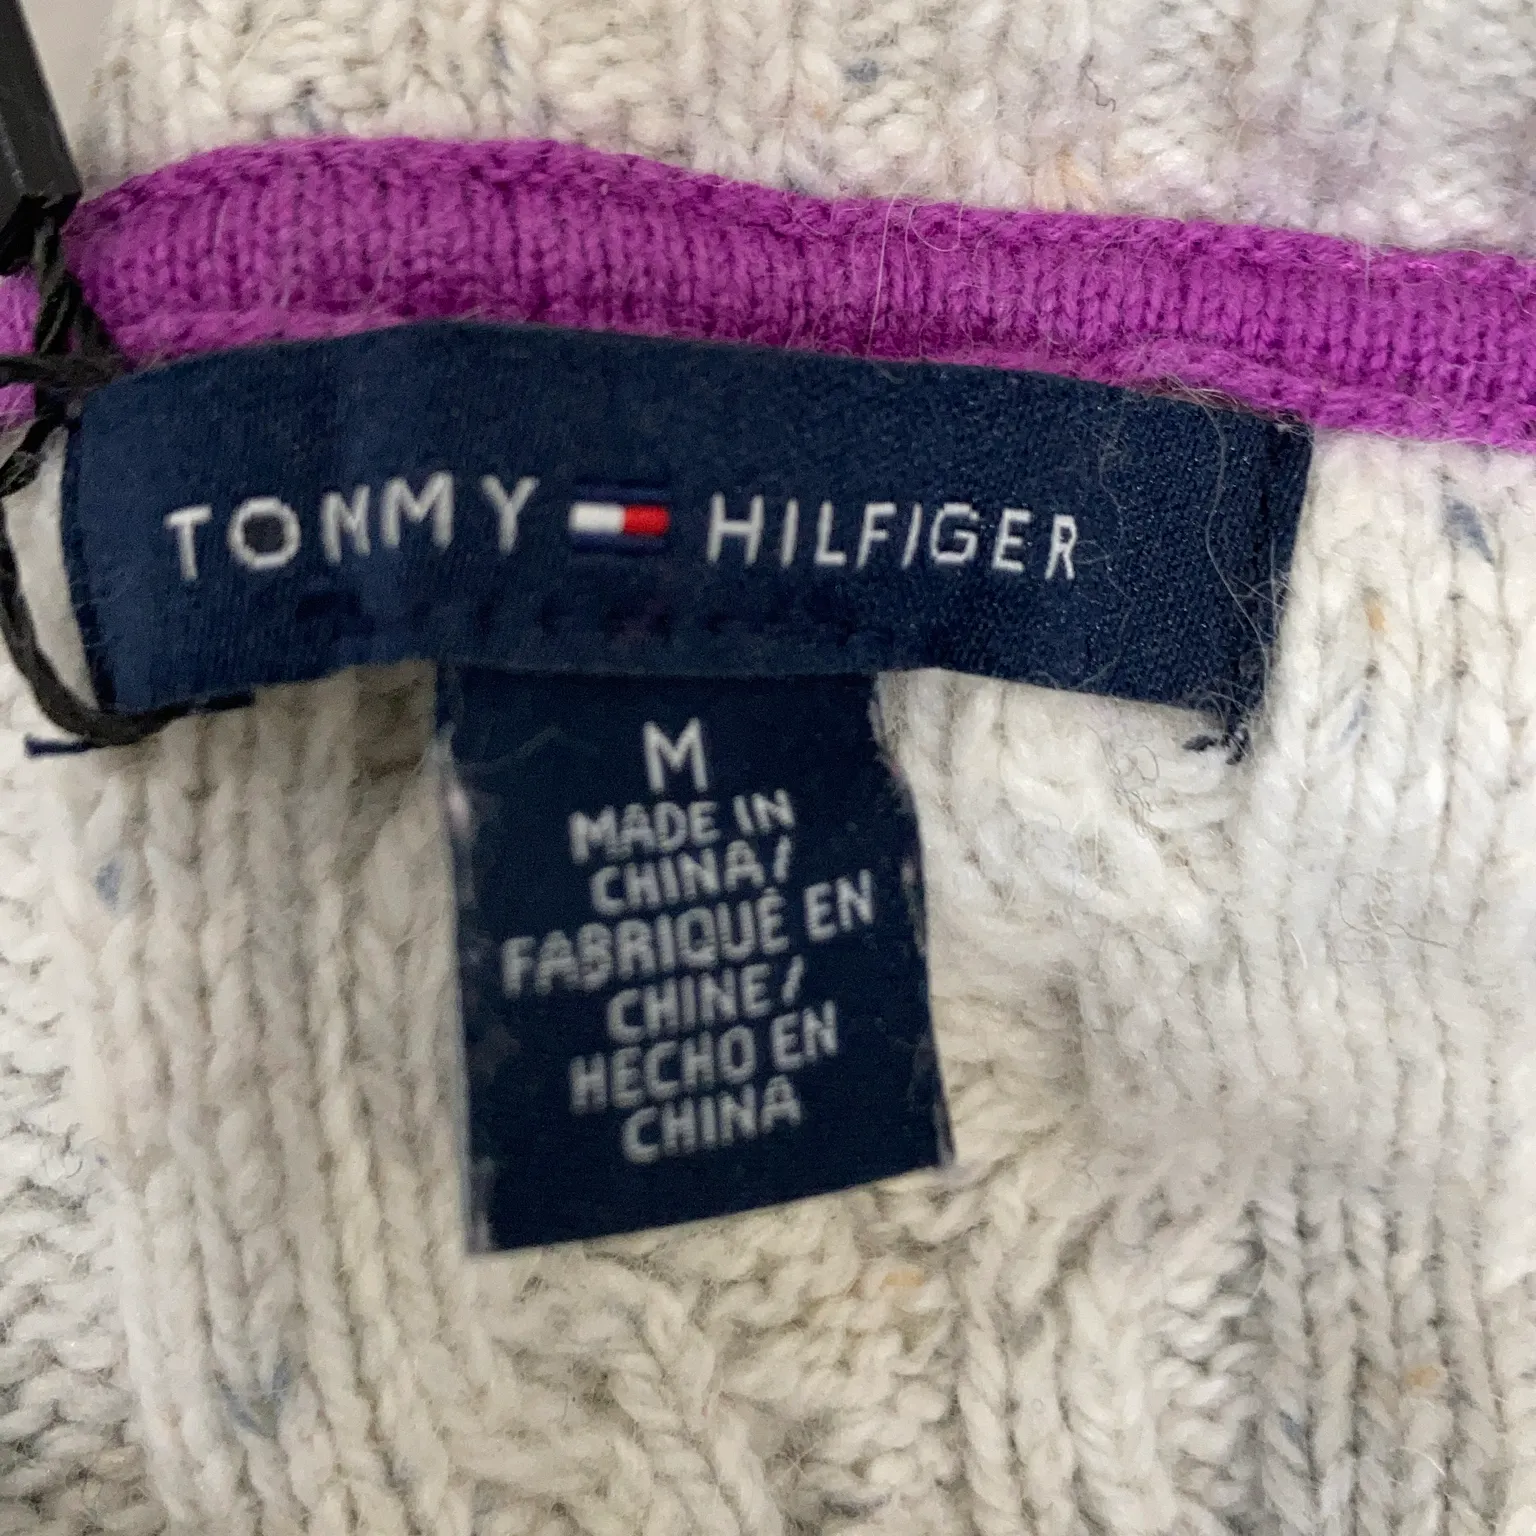 TOMMY HILFIGER
M
MADE IN
CHINA/
FABRIQUÉ EN
CHINE/
HECHO EN
CHINA